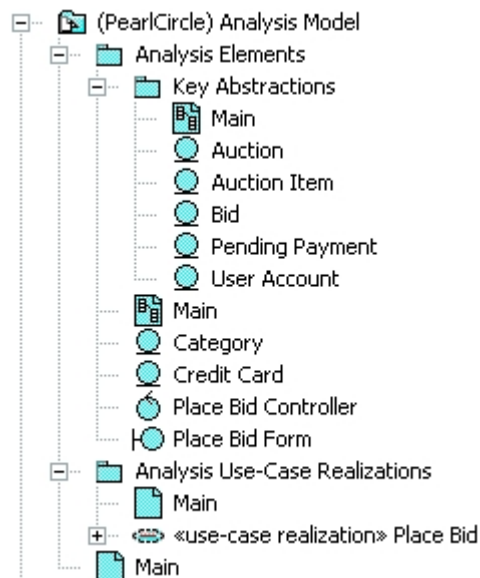 (PearlCircle) Analysis Model
Analysis Elements
Key Abstractions
Main
Auction
Auction Item
Bid
Pending Payment
User Account
Main
Category
Credit Card
Place Bid Controller
Place Bid Form
Analysis Use-Case Realizations
Main
«use-case realization» Place Bid
Main